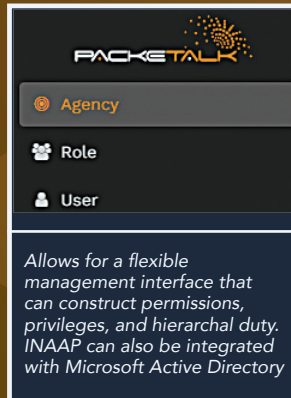 PACKETALK
Agency
Role
User
Allows for a flexible
management interface that
can construct permissions,
privileges, and hierarchal duty.
INAAP can also be integrated
with Microsoft Active Directory